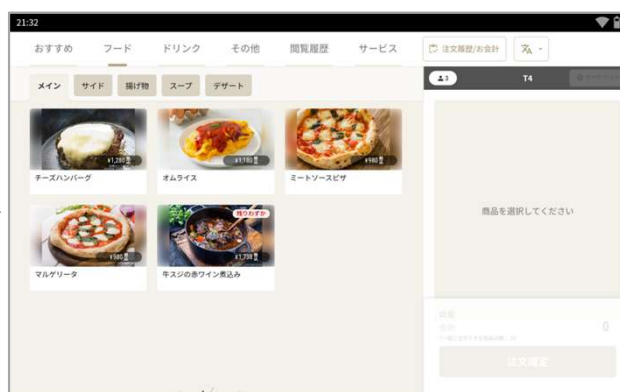 21:32
おすすめ フード ドリンク その他 閲覧履歴 サービス 注文履歴/お会計
メイン サイド 揚げ物 スープ デザート
3 T4
¥1,280 ¥1,180 ¥980
チーズハンバーグ オムライス ミートソースピザ
商品を選択してください
残りわずか
¥980
マルゲリータ 牛スジの赤ワイン煮込み
0
注文確定